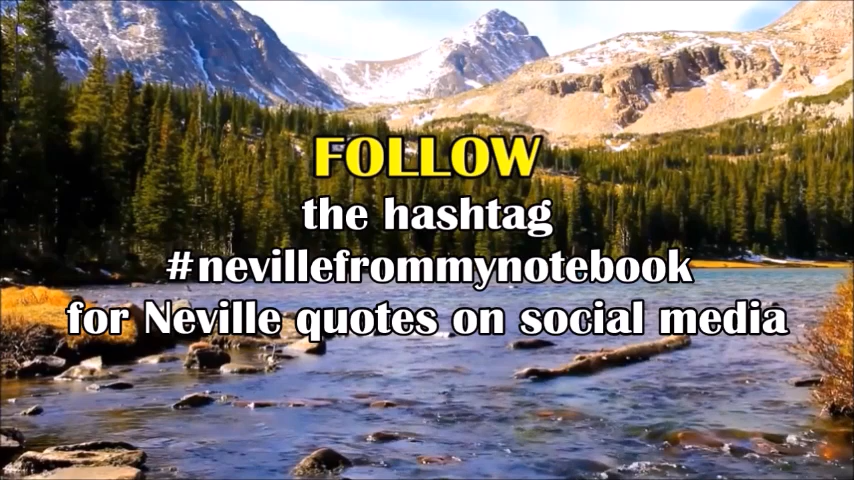 FOLLOW
the hashtag
#nevillefrommynotebook
for Neville quotes on social media